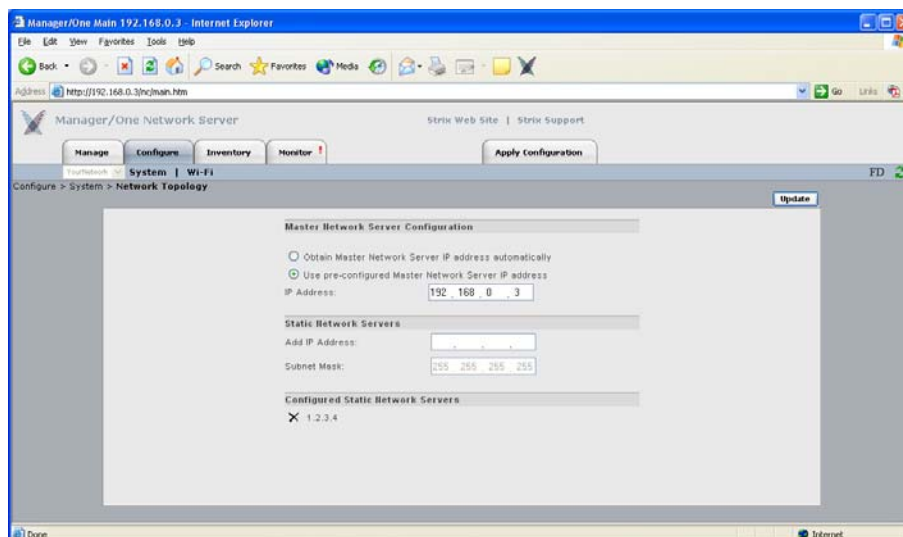 Manager/One Main 192.168.0.3 - Internet Explorer
File Edit View Favorites Tools Help
Back Search Favorites Media
Address http://192.168.0.3/nc/main.htm Go Links
Manager/One Network Server Strix Web Site | Strix Support
Manage Configure Inventory Monitor ! Apply Configuration
YourNetwork System | Wi-Fi FD
Configure > System > Network Topology
Update
Master Network Server Configuration
Obtain Master Network Server IP address automatically
Use pre-configured Master Network Server IP address
IP Address: 192 . 168 . 0 . 3
Static Network Servers
Add IP Address: . . .
Subnet Mask: 255 . 255 . 255 . 255
Configured Static Network Servers
1.2.3.4
Done Internet